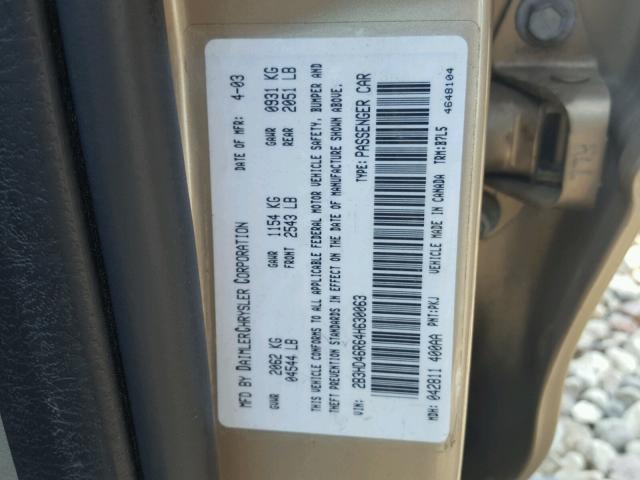 MFD BY DAIMLERCHRYSLER CORPORATION DATE OF MFR: 4-03
GVWR 2062 KG GAWR 1154 KG GAWR 0931 KG
04544 LB FRONT 2543 LB REAR 2051 LB
THIS VEHICLE CONFORMS TO ALL APPLICABLE FEDERAL MOTOR VEHICLE SAFETY, BUMPER AND
THEFT PREVENTION STANDARDS IN EFFECT ON THE DATE OF MANUFACTURE SHOWN ABOVE.
VIN: 2B3HD46R64H630063 TYPE: PASSENGER CAR
MDH: 042811 400AA PNT:PKJ VEHICLE MADE IN CANADA TRM:B7L5
4648104